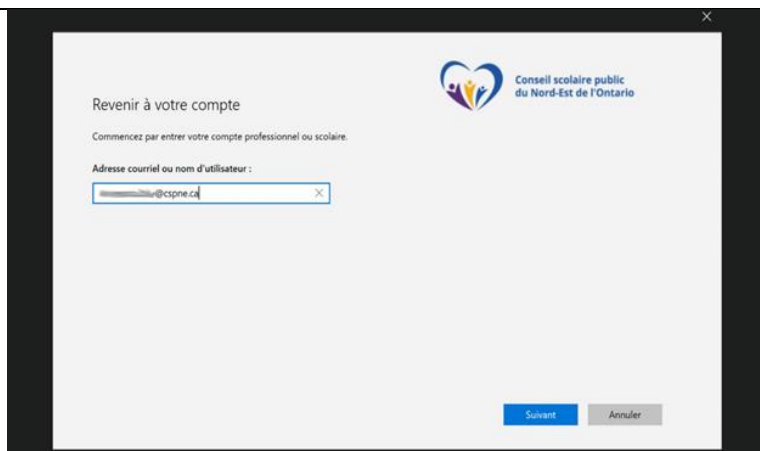 Conseil scolaire public
du Nord-Est de l'Ontario
Revenir à votre compte
Commencez par entrer votre compte professionnel ou scolaire.
Adresse courriel ou nom d'utilisateur :
@cspne.ca
Suivant
Annuler